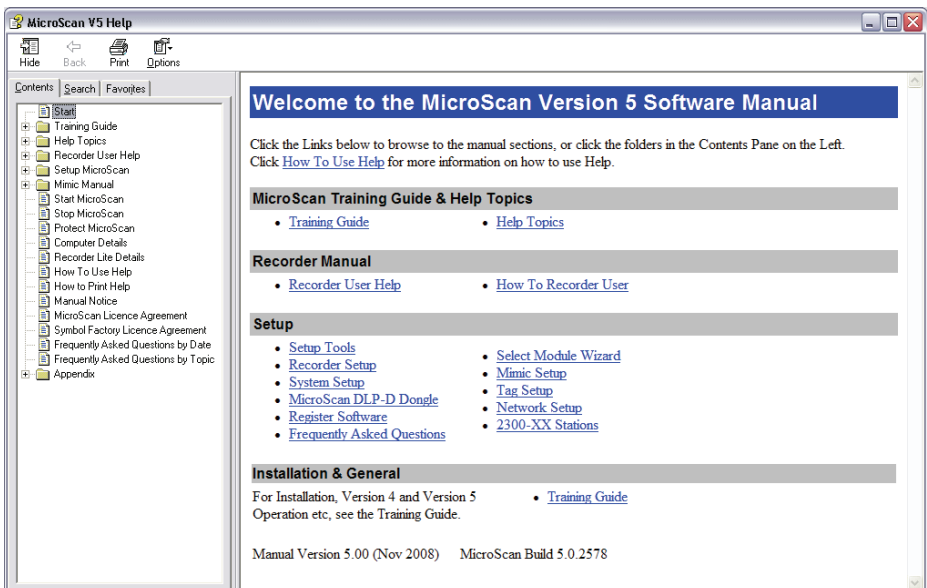 MicroScan V5 Help
Hide Back Print Options
Contents Search Favorites
Start
Training Guide
Help Topics
Recorder User Help
Setup MicroScan
Mimic Manual
Start MicroScan
Stop MicroScan
Protect MicroScan
Computer Details
Recorder Lite Details
How To Use Help
How to Print Help
Manual Notice
MicroScan Licence Agreement
Symbol Factory Licence Agreement
Frequently Asked Questions by Date
Frequently Asked Questions by Topic
Appendix
Welcome to the MicroScan Version 5 Software Manual
Click the Links below to browse to the manual sections, or click the folders in the Contents Pane on the Left.
Click How To Use Help for more information on how to use Help.
MicroScan Training Guide & Help Topics
• Training Guide
• Help Topics
Recorder Manual
• Recorder User Help
• How To Recorder User
Setup
• Setup Tools
• Recorder Setup
• System Setup
• MicroScan DLP-D Dongle
• Register Software
• Frequently Asked Questions
• Select Module Wizard
• Mimic Setup
• Tag Setup
• Network Setup
• 2300-XX Stations
Installation & General
For Installation, Version 4 and Version 5
Operation etc, see the Training Guide.
• Training Guide
Manual Version 5.00 (Nov 2008) MicroScan Build 5.0.2578